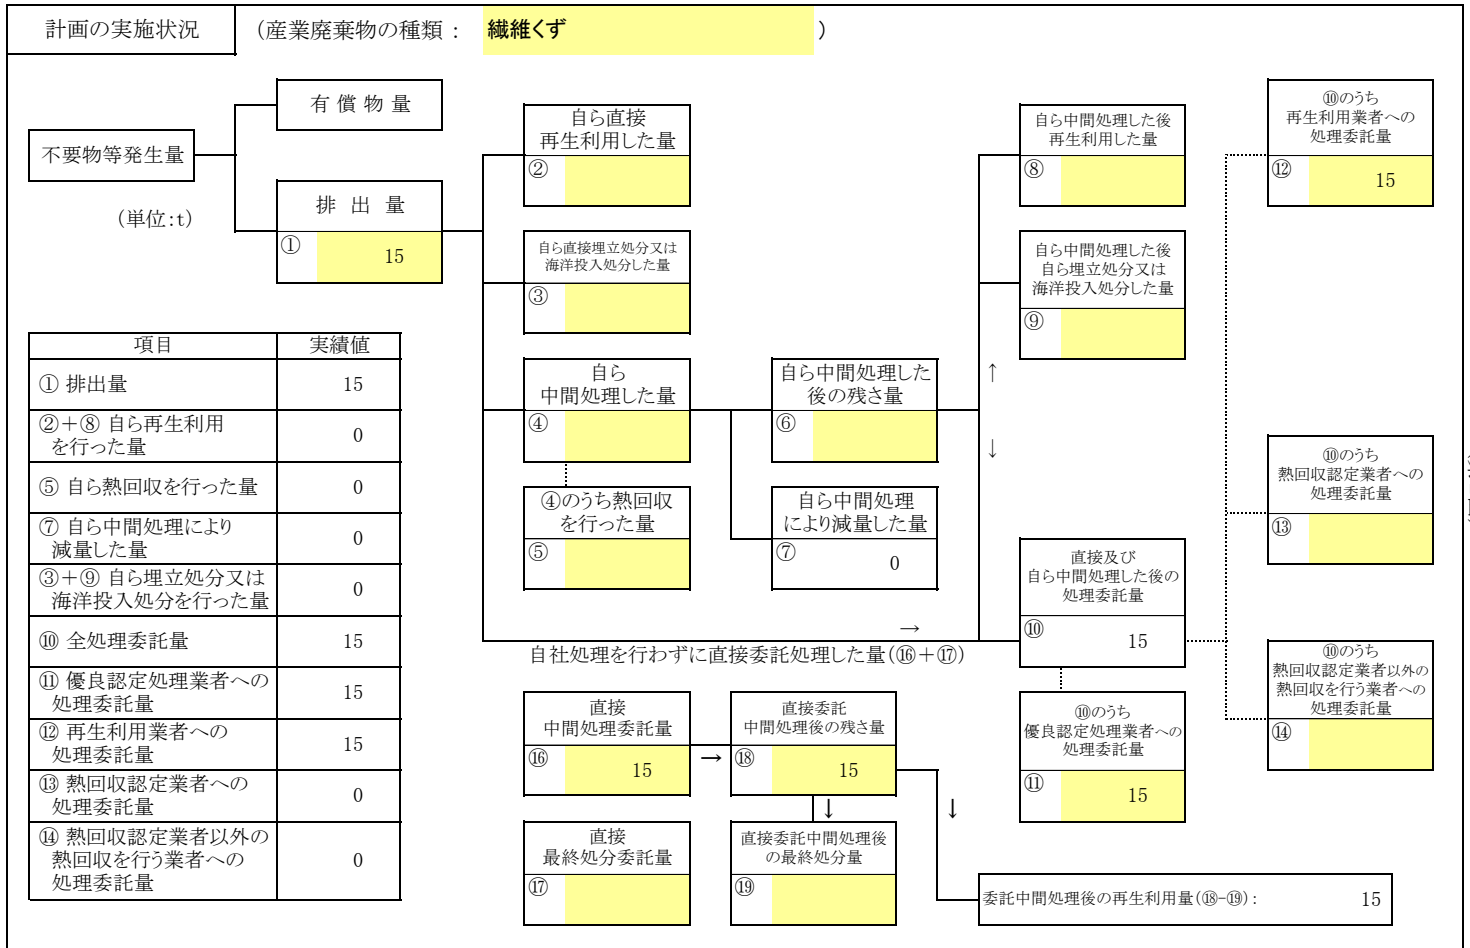 計画の実施状況
（産業廃棄物の種類： 繊維くず ）
有 償 物 量
不要物等発生量
（単位:t）
排 出 量
① 15
自ら直接
再生利用した量
②
自ら直接埋立処分又は
海洋投入処分した量
③
自ら
中間処理した量
④
④のうち熱回収
を行った量
⑤
自ら中間処理した
後の残さ量
⑥
自ら中間処理
により減量した量
⑦ 0
自ら中間処理した後
再生利用した量
⑧
自ら中間処理した後
自ら埋立処分又は
海洋投入処分した量
⑨
↑
↓
直接及び
自ら中間処理した後の
処理委託量
⑩ 15
→
自社処理を行わずに直接委託処理した量（⑯＋⑰）
⑩のうち
優良認定処理業者への
処理委託量
⑪ 15
⑩のうち
再生利用業者への
処理委託量
⑫ 15
⑩のうち
熱回収認定業者への
処理委託量
⑬
⑩のうち
熱回収認定業者以外の
熱回収を行う業者への
処理委託量
⑭
直接
中間処理委託量
⑯ 15
→
直接委託
中間処理後の残さ量
⑱ 15
↓
↓
直接
最終処分委託量
⑰
直接委託中間処理後
の最終処分量
⑲
委託中間処理後の再生利用量（⑱-⑲）： 15
項目 実績値
① 排出量 15
②＋⑧ 自ら再生利用
を行った量 0
⑤ 自ら熱回収を行った量 0
⑦ 自ら中間処理により
減量した量 0
③＋⑨ 自ら埋立処分又は
海洋投入処分を行った量 0
⑩ 全処理委託量 15
⑪ 優良認定処理業者への
処理委託量 15
⑫ 再生利用業者への
処理委託量 15
⑬ 熱回収認定業者への
処理委託量 0
⑭ 熱回収認定業者以外の
熱回収を行う業者への
処理委託量 0